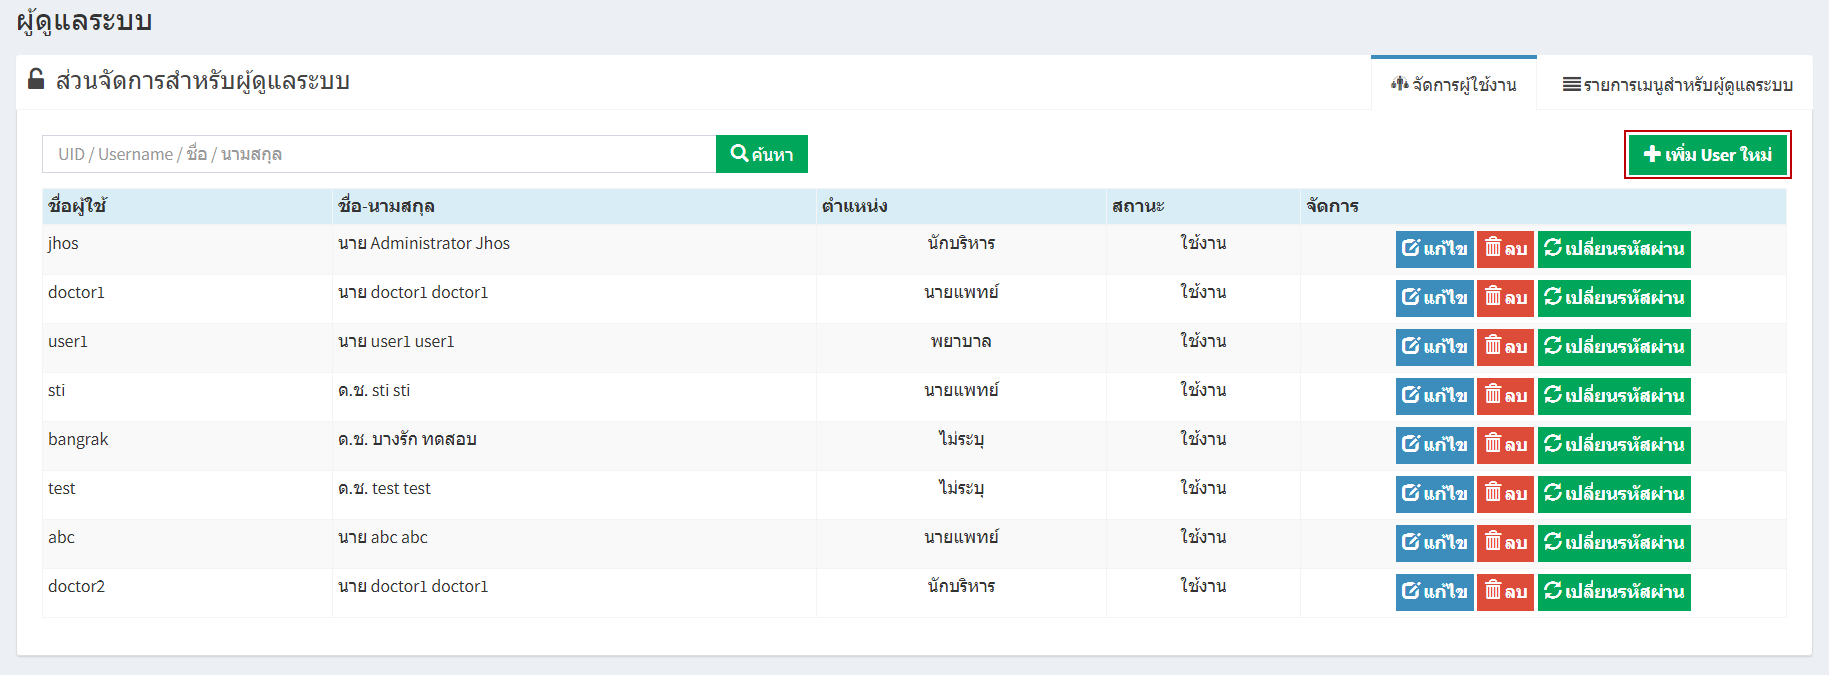 ผู้ดูแลระบบ
ส่วนจัดการสำหรับผู้ดูแลระบบ
จัดการผู้ใช้งาน รายการเมนูสำหรับผู้ดูแลระบบ
UID / Username / ชื่อ / นามสกุล ค้นหา เพิ่ม User ใหม่
ชื่อผู้ใช้ ชื่อ-นามสกุล ตำแหน่ง สถานะ จัดการ
jhos นาย Administrator Jhos นักบริหาร ใช้งาน แก้ไข ลบ เปลี่ยนรหัสผ่าน
doctor1 นาย doctor1 doctor1 นายแพทย์ ใช้งาน แก้ไข ลบ เปลี่ยนรหัสผ่าน
user1 นาย user1 user1 พยาบาล ใช้งาน แก้ไข ลบ เปลี่ยนรหัสผ่าน
sti ด.ช. sti sti นายแพทย์ ใช้งาน แก้ไข ลบ เปลี่ยนรหัสผ่าน
bangrak ด.ช. บางรัก ทดสอบ ไม่ระบุ ใช้งาน แก้ไข ลบ เปลี่ยนรหัสผ่าน
test ด.ช. test test ไม่ระบุ ใช้งาน แก้ไข ลบ เปลี่ยนรหัสผ่าน
abc นาย abc abc นายแพทย์ ใช้งาน แก้ไข ลบ เปลี่ยนรหัสผ่าน
doctor2 นาย doctor1 doctor1 นักบริหาร ใช้งาน แก้ไข ลบ เปลี่ยนรหัสผ่าน